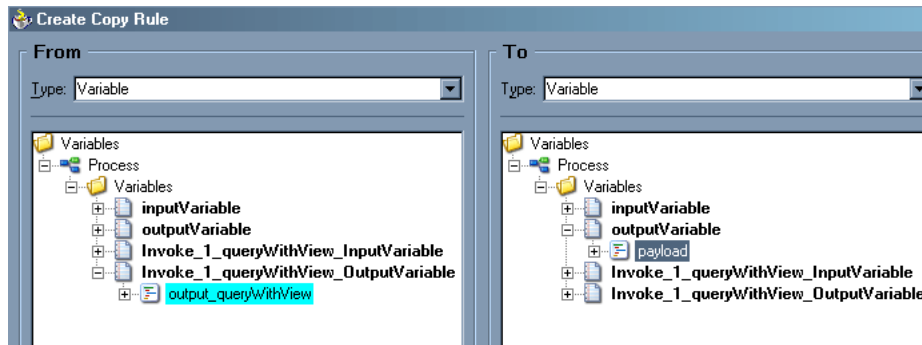 Create Copy Rule
From
Type: Variable
Variables
Process
Variables
inputVariable
outputVariable
Invoke_1_queryWithView_InputVariable
Invoke_1_queryWithView_OutputVariable
output_queryWithView
To
Type: Variable
Variables
Process
Variables
inputVariable
outputVariable
payload
Invoke_1_queryWithView_InputVariable
Invoke_1_queryWithView_OutputVariable